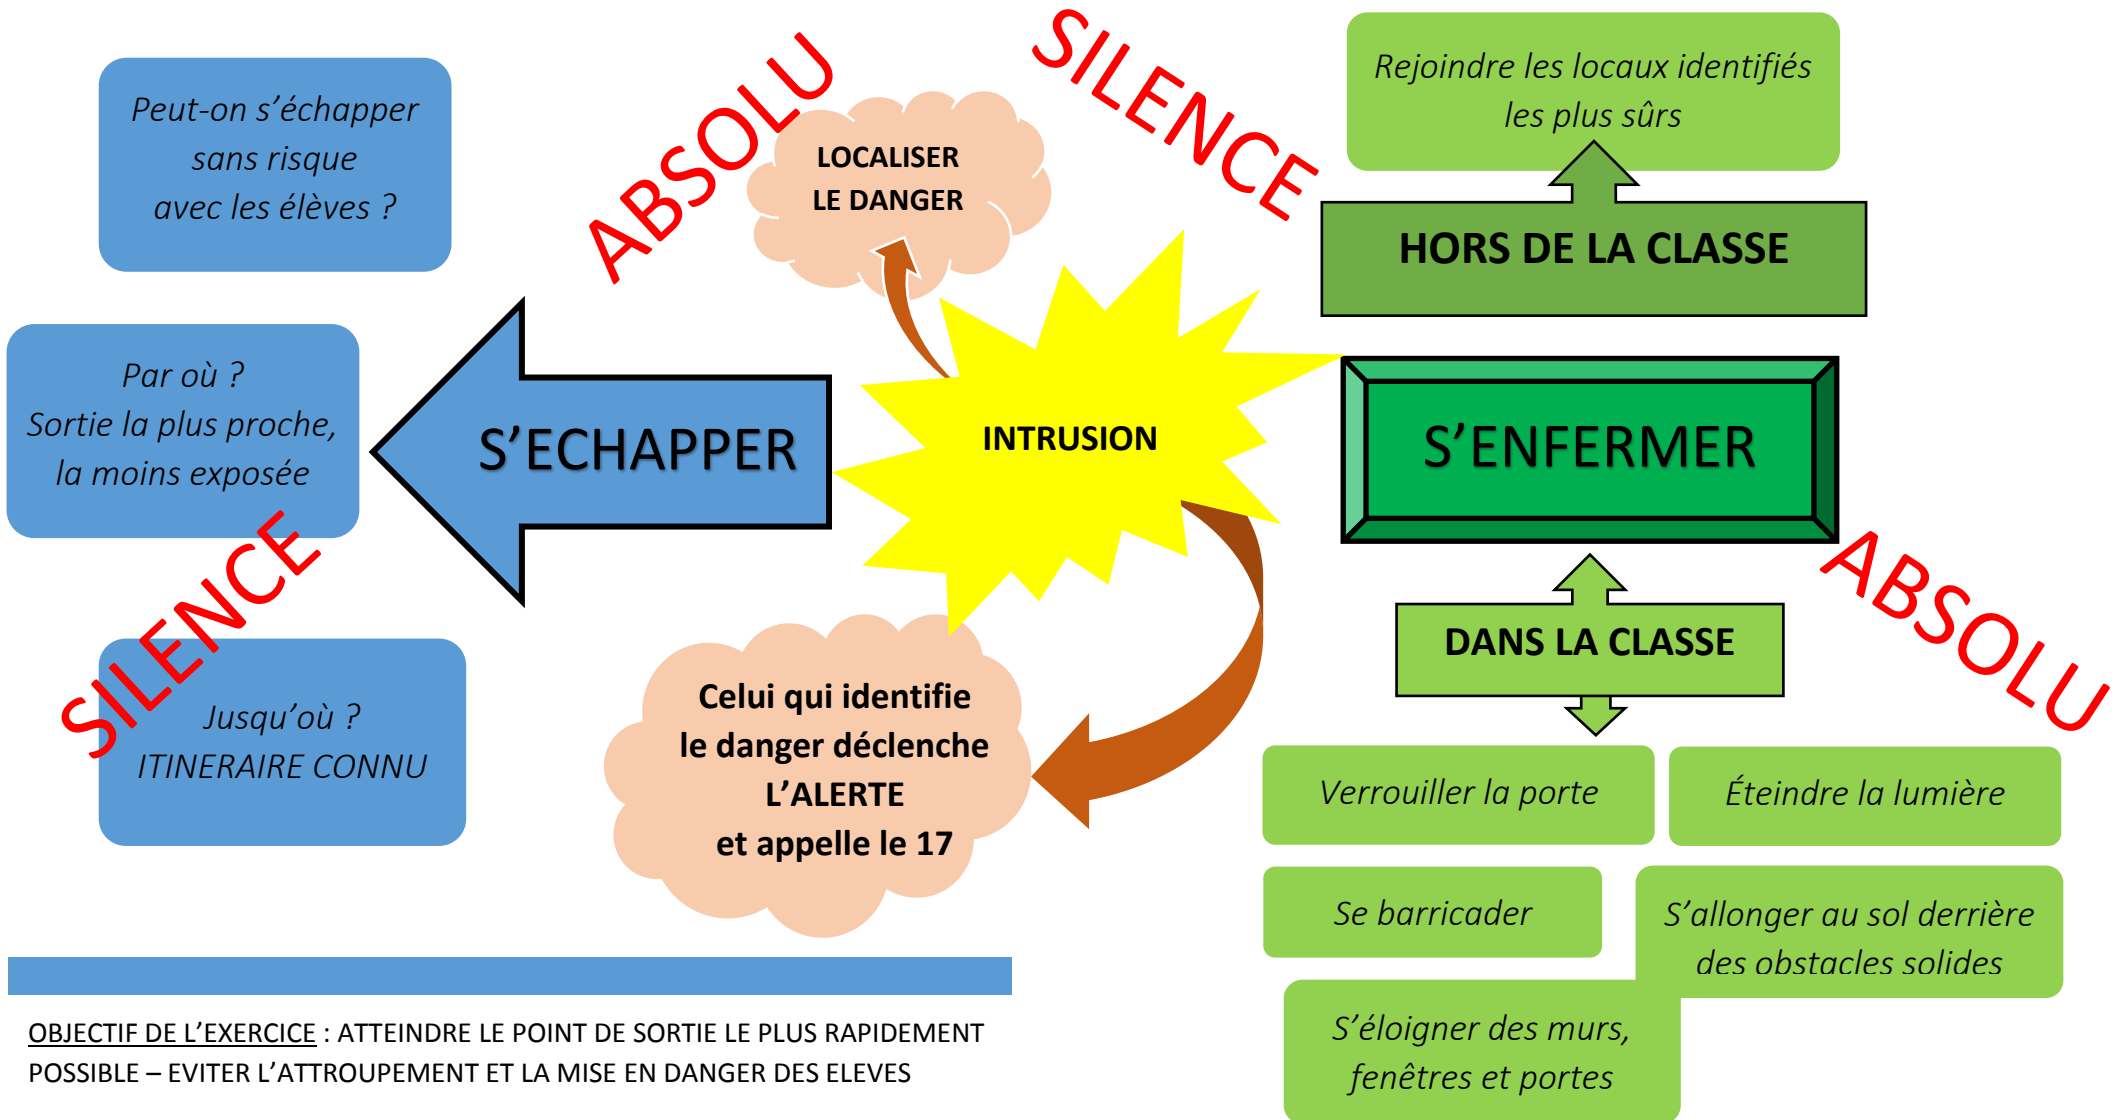 Peut-on s’échapper
sans risque
avec les élèves ?
ABSOLU
LOCALISER
LE DANGER
SILENCE
Rejoindre les locaux identifiés
les plus sûrs
HORS DE LA CLASSE
Par où ?
Sortie la plus proche,
la moins exposée
S’ECHAPPER
INTRUSION
S’ENFERMER
SILENCE
Jusqu’où ?
ITINERAIRE CONNU
Celui qui identifie
le danger déclenche
L’ALERTE
et appelle le 17
DANS LA CLASSE
ABSOLU
Verrouiller la porte
Éteindre la lumière
Se barricader
S’allonger au sol derrière
des obstacles solides
S’éloigner des murs,
fenêtres et portes
OBJECTIF DE L’EXERCICE : ATTEINDRE LE POINT DE SORTIE LE PLUS RAPIDEMENT
POSSIBLE – EVITER L’ATTROUPEMENT ET LA MISE EN DANGER DES ELEVES